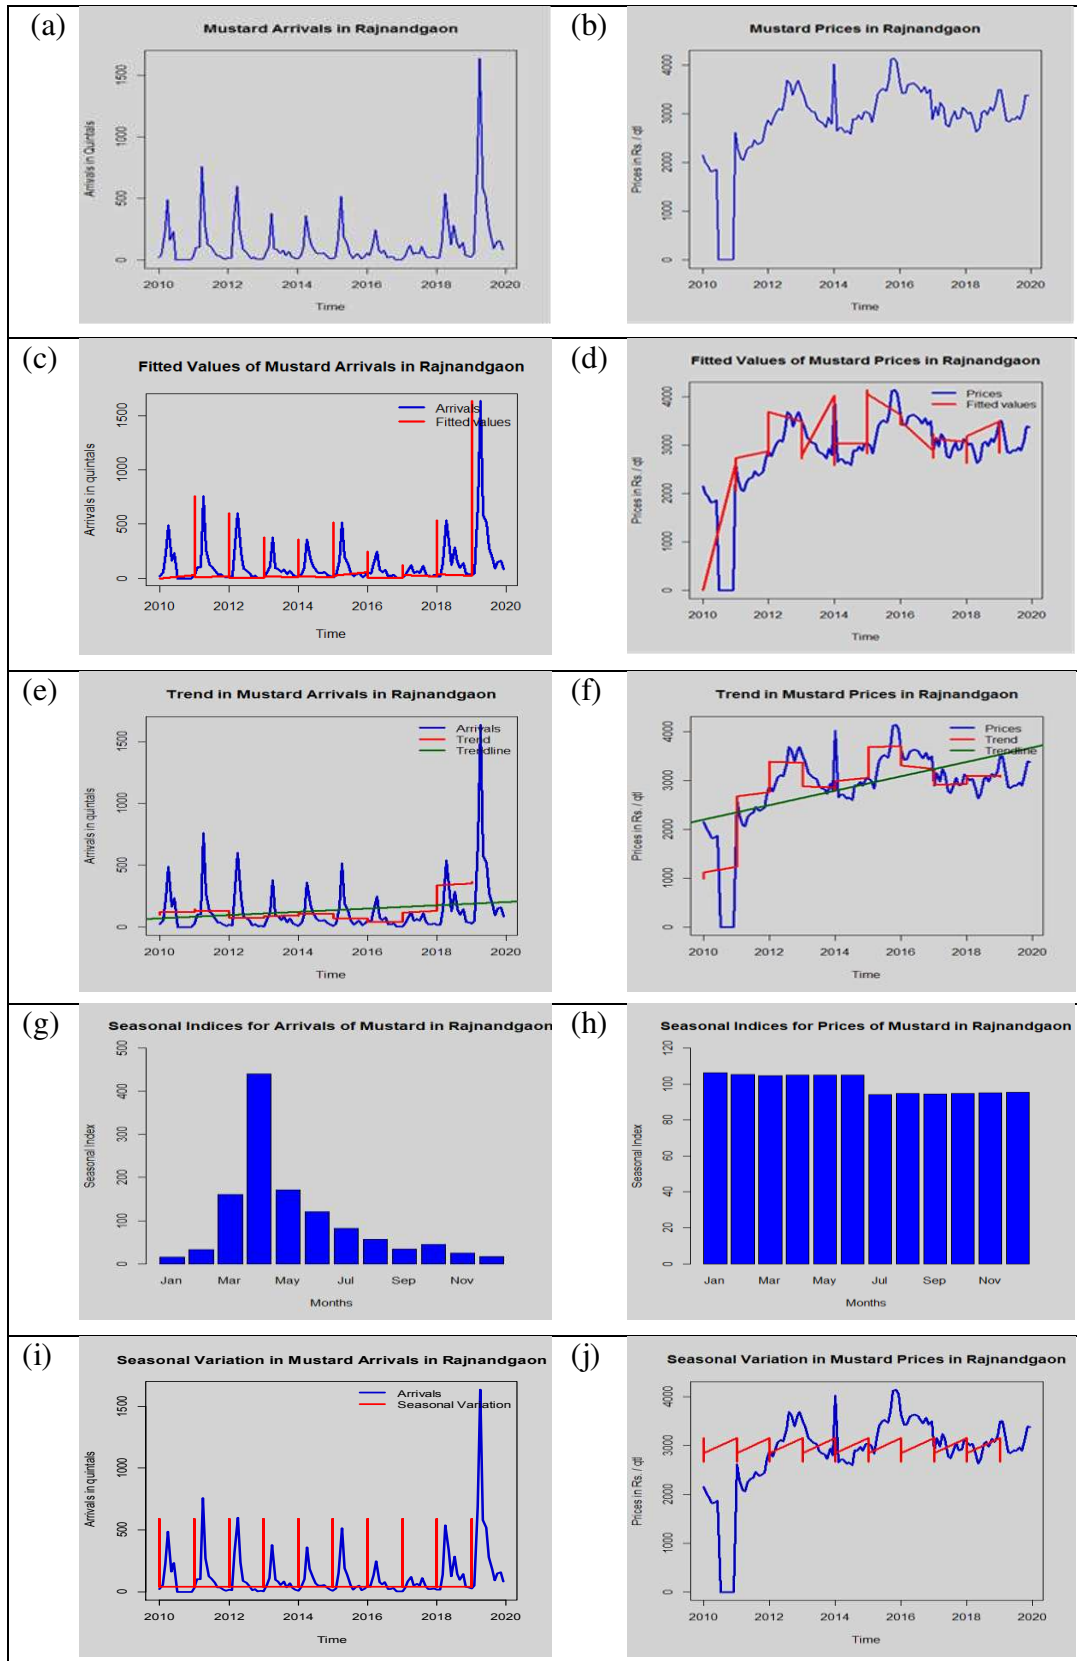 (a)
Mustard Arrivals in Rajnandgaon
Arrivals in Quintals
0 500 1000 1500
2010 2012 2014 2016 2018 2020
Time
(b)
Mustard Prices in Rajnandgaon
Prices in Rs. / qtl
0 1000 2000 3000 4000
2010 2012 2014 2016 2018 2020
Time
(c)
Fitted Values of Mustard Arrivals in Rajnandgaon
Arrivals
Fitted values
Arrivals in quintals
0 500 1000 1500
2010 2012 2014 2016 2018 2020
Time
(d)
Fitted Values of Mustard Prices in Rajnandgaon
Prices
Fitted values
Prices in Rs. / qtl
0 1000 2000 3000 4000
2010 2012 2014 2016 2018 2020
Time
(e)
Trend in Mustard Arrivals in Rajnandgaon
Arrivals
Trend
Trendline
Arrivals in quintals
0 500 1000 1500
2010 2012 2014 2016 2018 2020
Time
(f)
Trend in Mustard Prices in Rajnandgaon
Prices
Trend
Trendline
Prices in Rs. / qtl
0 1000 2000 3000 4000
2010 2012 2014 2016 2018 2020
Time
(g)
Seasonal Indices for Arrivals of Mustard in Rajnandgaon
Seasonal Index
0 100 200 300 400 500
Jan Mar May Jul Sep Nov
Months
(h)
Seasonal Indices for Prices of Mustard in Rajnandgaon
Seasonal Index
0 20 40 60 80 100 120
Jan Mar May Jul Sep Nov
Months
(i)
Seasonal Variation in Mustard Arrivals in Rajnandgaon
Arrivals
Seasonal Variation
Arrivals in quintals
0 500 1000 1500
2010 2012 2014 2016 2018 2020
Time
(j)
Seasonal Variation in Mustard Prices in Rajnandgaon
Prices in Rs. / qtl
0 1000 2000 3000 4000
2010 2012 2014 2016 2018 2020
Time